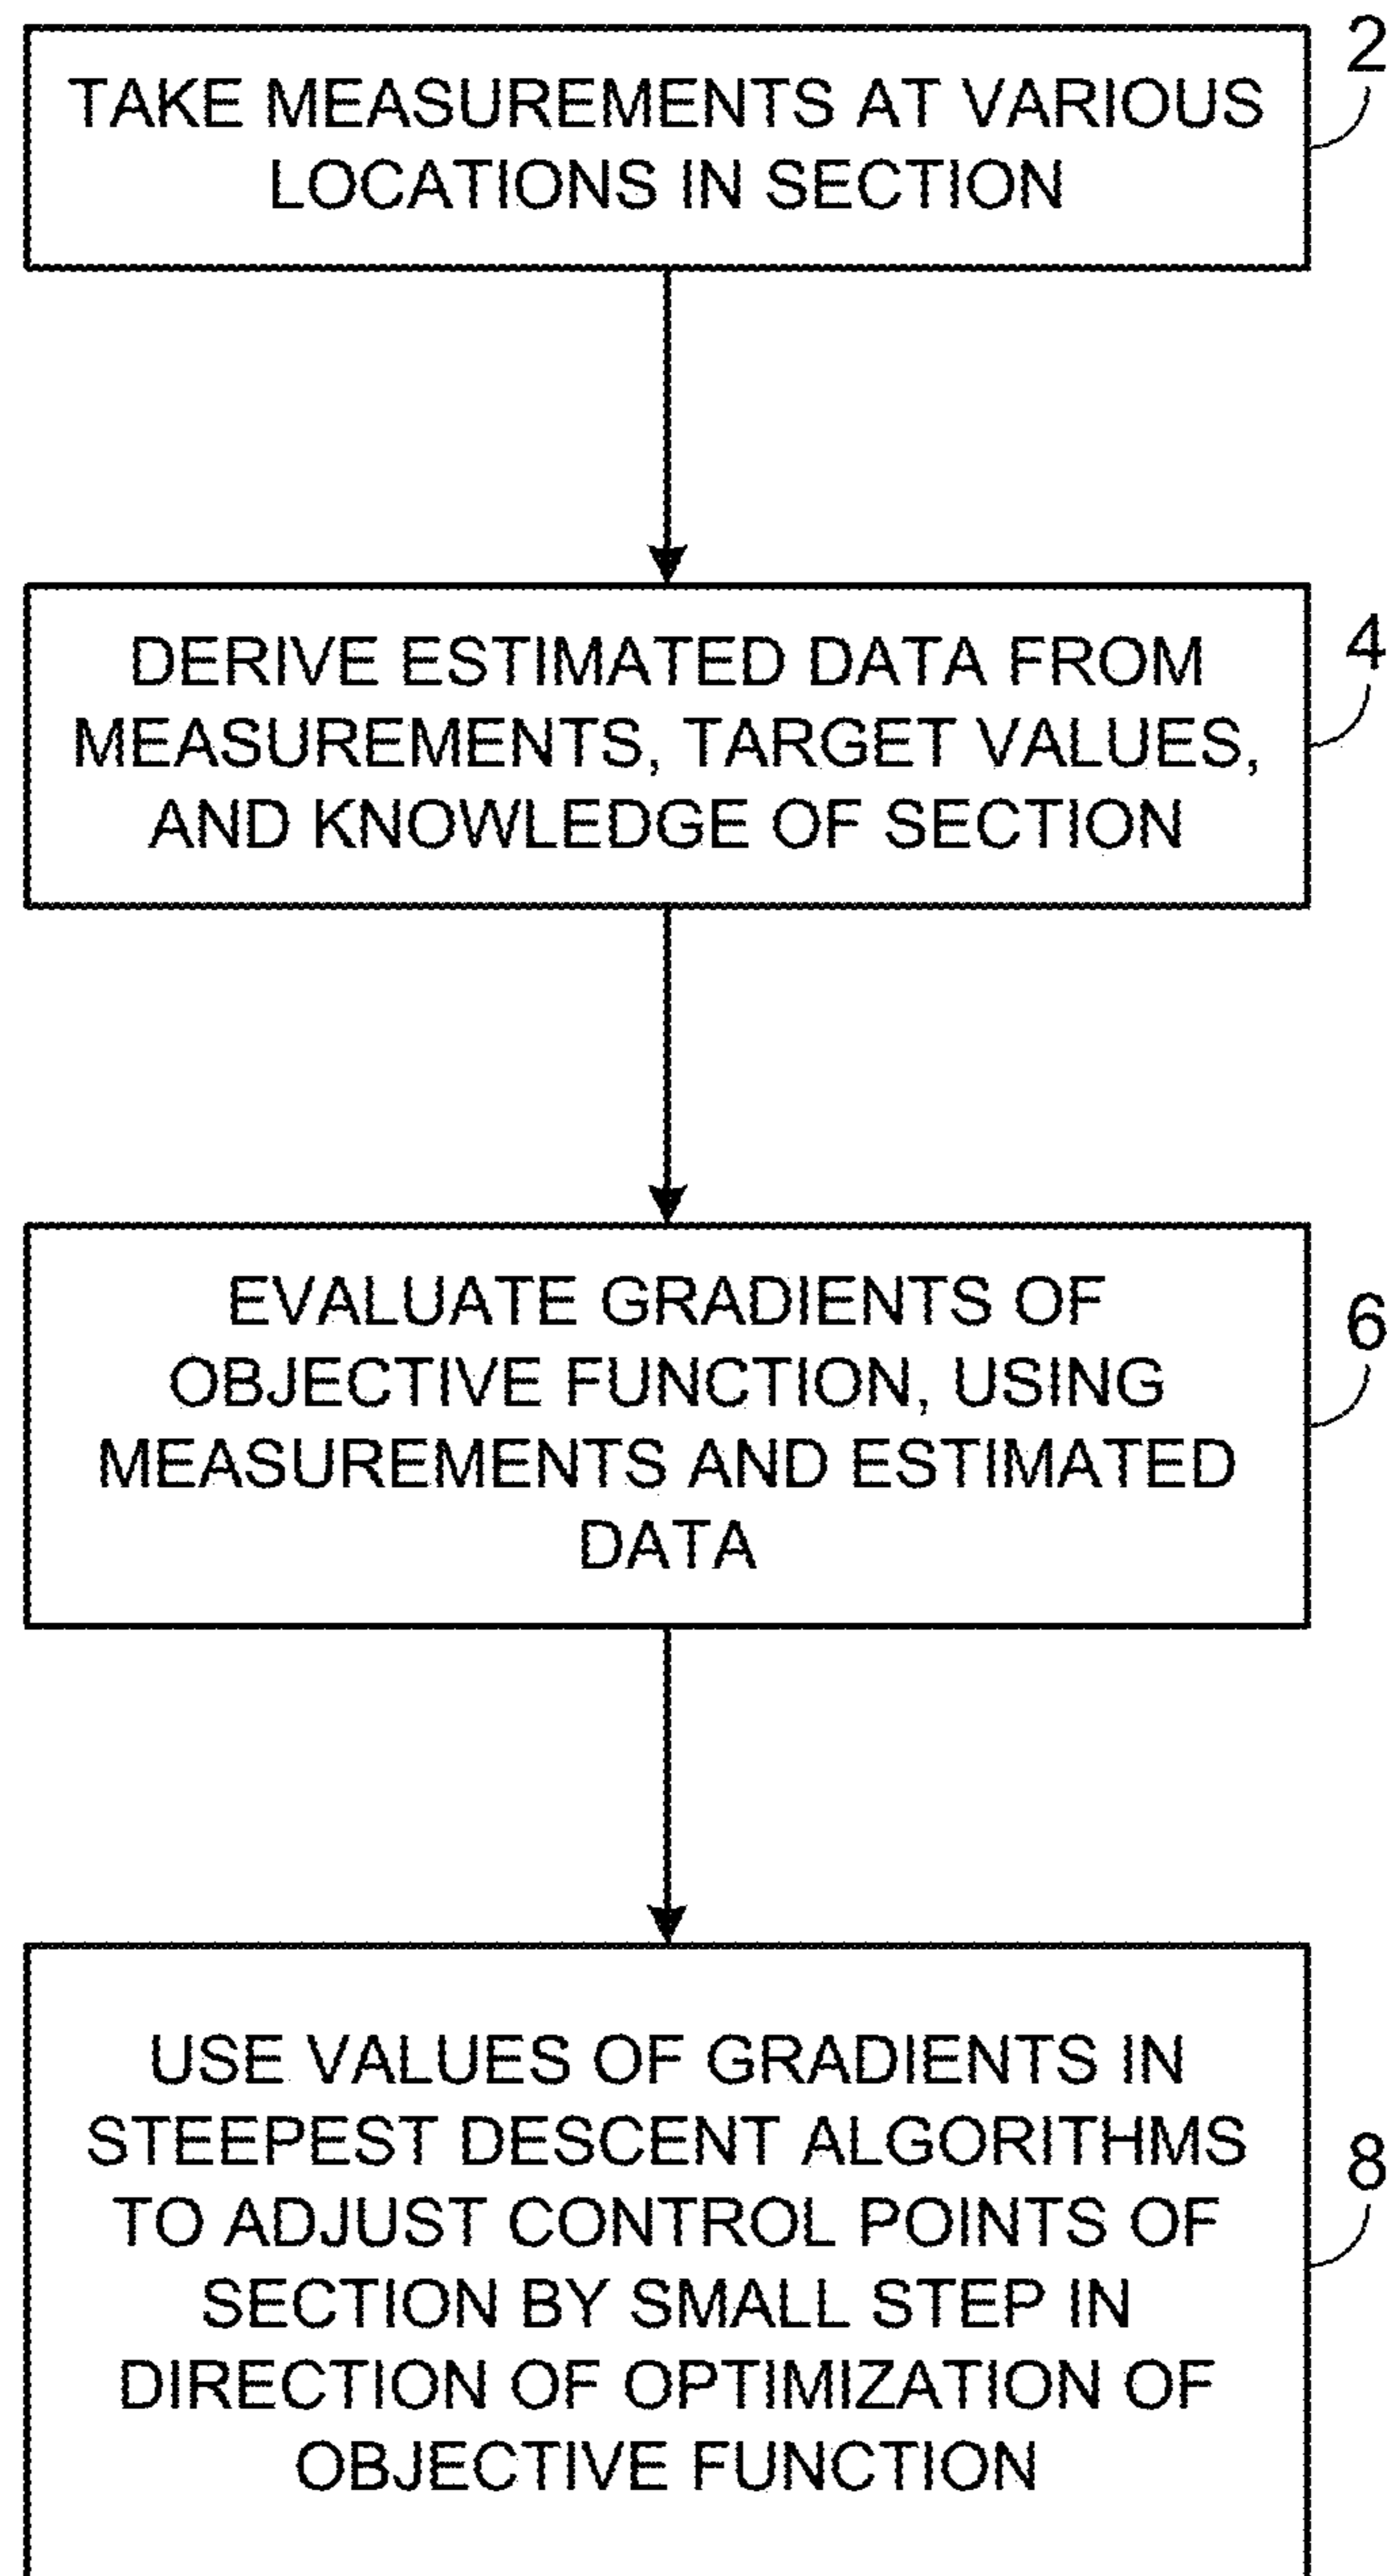 2
TAKE MEASUREMENTS AT VARIOUS
LOCATIONS IN SECTION
4
DERIVE ESTIMATED DATA FROM
MEASUREMENTS, TARGET VALUES,
AND KNOWLEDGE OF SECTION
6
EVALUATE GRADIENTS OF
OBJECTIVE FUNCTION, USING
MEASUREMENTS AND ESTIMATED
DATA
8
USE VALUES OF GRADIENTS IN
STEEPEST DESCENT ALGORITHMS
TO ADJUST CONTROL POINTS OF
SECTION BY SMALL STEP IN
DIRECTION OF OPTIMIZATION OF
OBJECTIVE FUNCTION